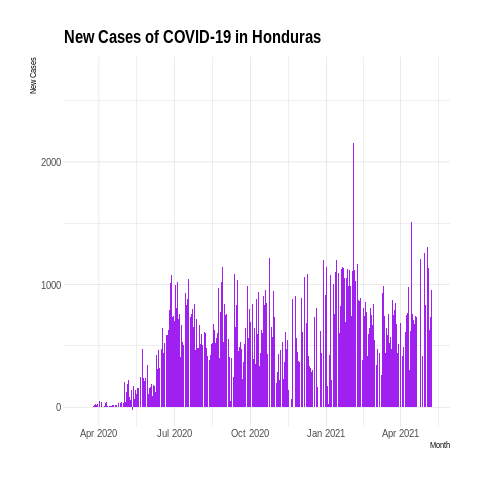 New Cases of COVID-19 in Honduras
New Cases
2000
1000
0
Apr 2020 Jul 2020 Oct 2020 Jan 2021 Apr 2021
Month